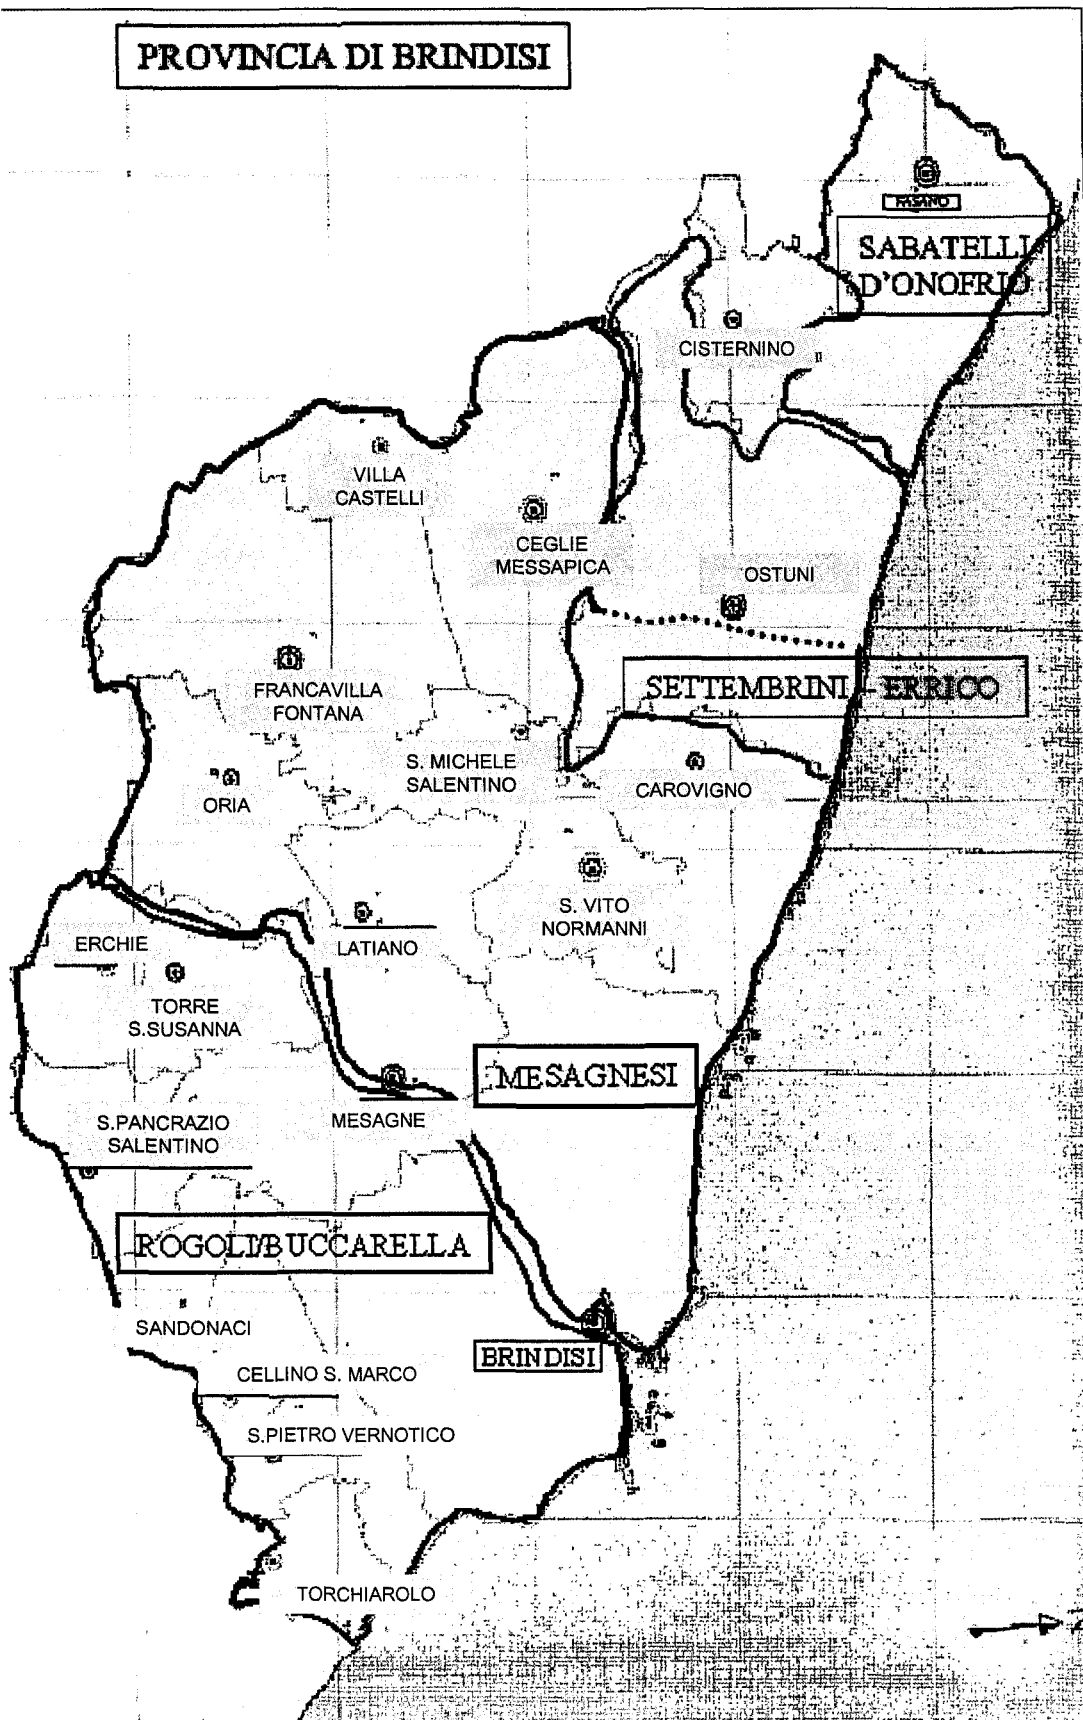 PROVINCIA DI BRINDISI
FASANO
SABATELLI
D'ONOFRIO
CISTERNINO
VILLA
CASTELLI
CEGLIE
MESSAPICA
OSTUNI
FRANCAVILLA
FONTANA
SETTEMBRINI - ERRICO
S. MICHELE
SALENTINO
ORIA
CAROVIGNO
S. VITO
NORMANNI
ERCHIE
LATIANO
TORRE
S.SUSANNA
MESAGNESI
S.PANCRAZIO
SALENTINO
MESAGNE
ROGOLI/BUCCARELLA
SANDONACI
BRINDISI
CELLINO S. MARCO
S.PIETRO VERNOTICO
TORCHIAROLO